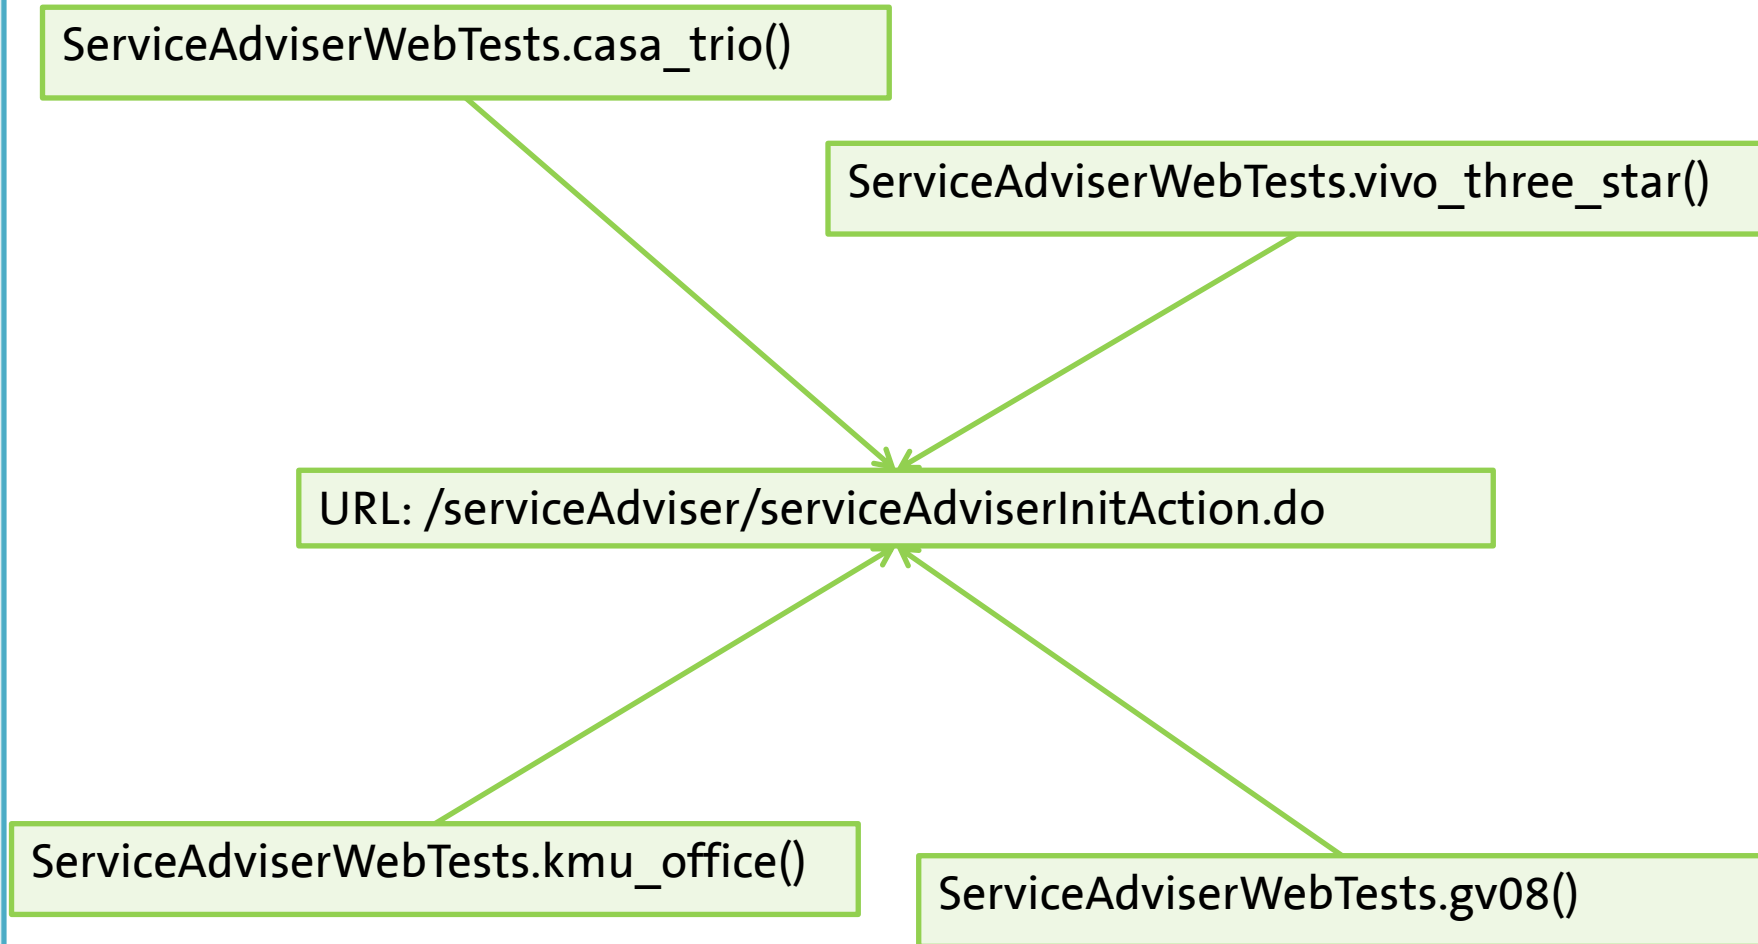 ServiceAdviserWebTests.casa_trio()
ServiceAdviserWebTests.vivo_three_star()
URL: /serviceAdviser/serviceAdviserInitAction.do
ServiceAdviserWebTests.kmu_office()
ServiceAdviserWebTests.gv08()